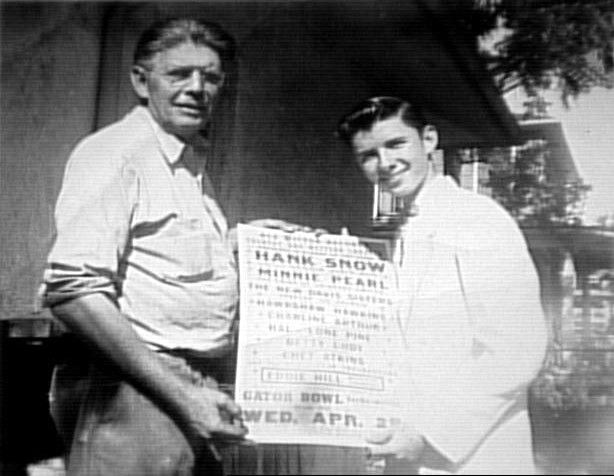 HANK SNOW
MINNIE PEARL
THE NEW DAVIS SISTERS
HAWKSHAW HAWKINS
CHARLINE ARTHUR
HAL LONE PINE
BETTY CODY
CHET ATKINS
EDDIE HILL
GATOR BOWL
WED. APR. 2